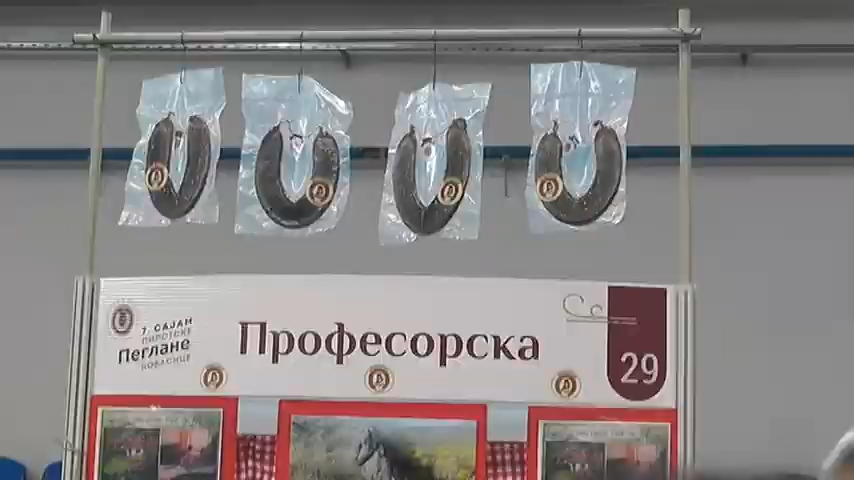 7. САЈАМ
ПИРОТСКЕ
Пеглане
КОБАСИЦЕ
Професорска
29